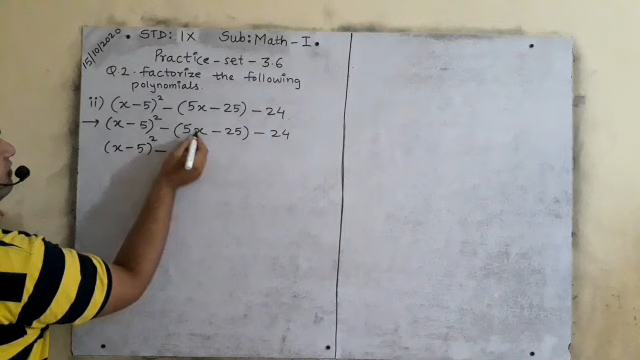 15/10/2020 • STD: IX Sub: Math - I •
Practice - set - 3.6
Q.2. factorize the following
polynomials.
ii) (x-5)² - (5x-25) - 24
→ (x-5)² - (5x-25) - 24
(x-5)² -